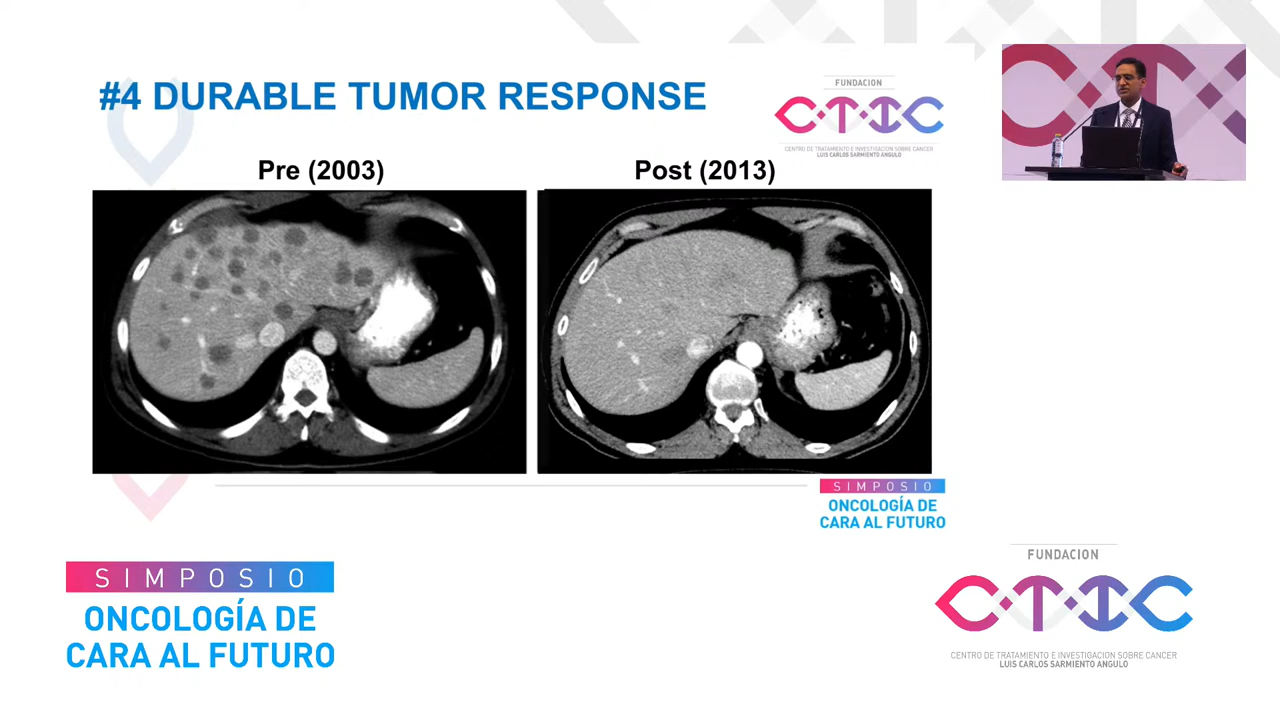 #4 DURABLE TUMOR RESPONSE
FUNDACION
C·T·I·C
CENTRO DE TRATAMIENTO E INVESTIGACION SOBRE CANCER
LUIS CARLOS SARMIENTO ANGULO
Pre (2003)
Post (2013)
SIMPOSIO
ONCOLOGÍA DE
CARA AL FUTURO
SIMPOSIO
ONCOLOGÍA DE
CARA AL FUTURO
FUNDACION
C·T·I·C
CENTRO DE TRATAMIENTO E INVESTIGACION SOBRE CANCER
LUIS CARLOS SARMIENTO ANGULO